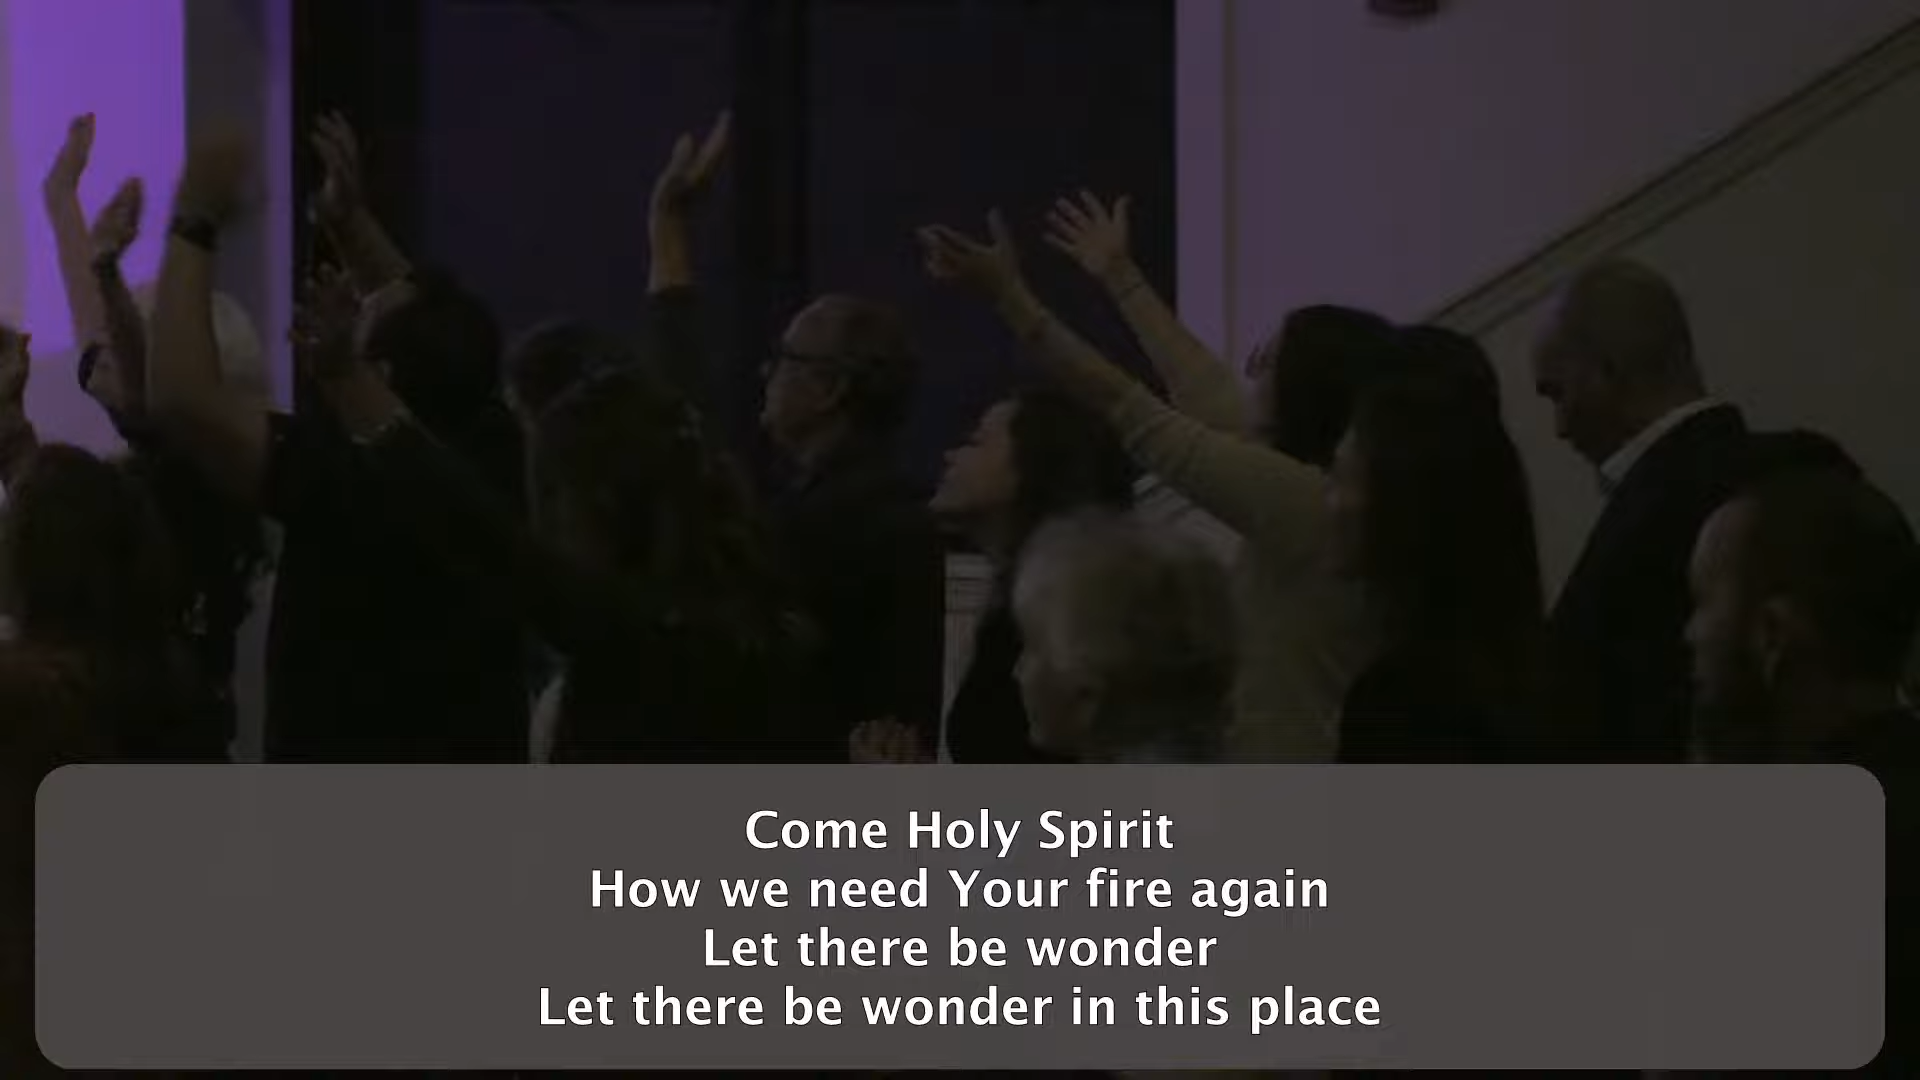 Come Holy Spirit
How we need Your fire again
Let there be wonder
Let there be wonder in this place